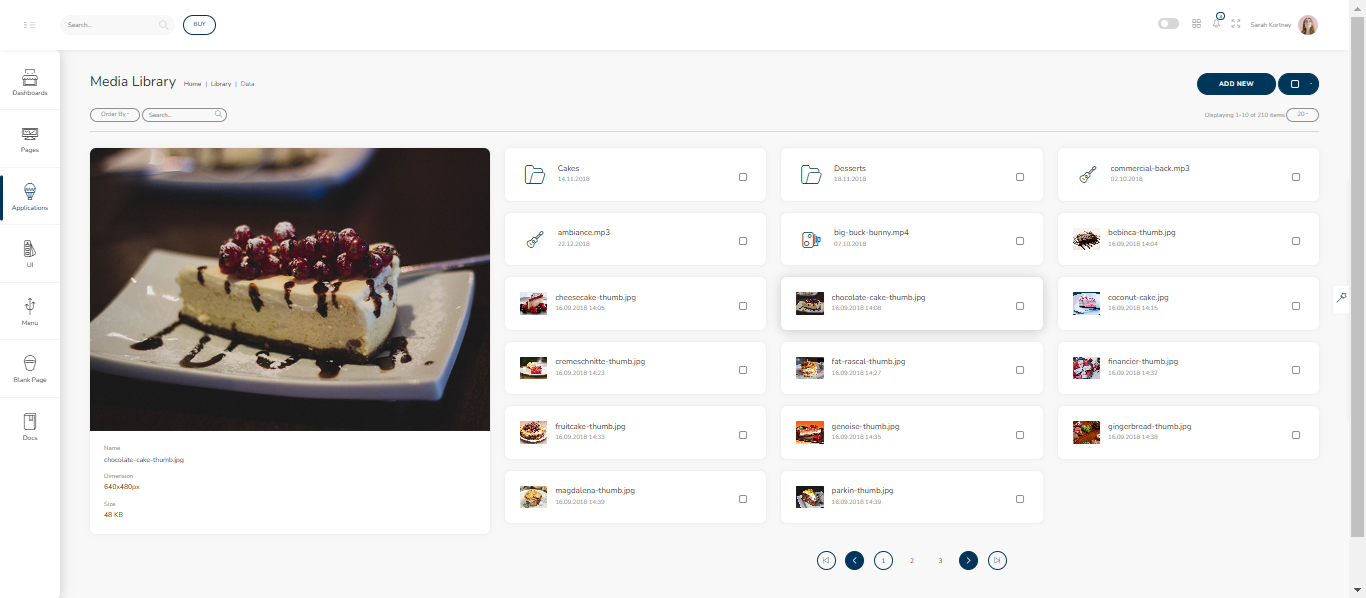 Search...
BUY
3
Sarah Kortney
Dashboards
Pages
Applications
UI
Menu
Blank Page
Docs
Media Library
Home | Library | Data
ADD NEW
Order By
Search...
Displaying 1-10 of 210 items
20
Name
chocolate-cake-thumb.jpg
Dimension
640x480px
Size
48 KB
Cakes
14.11.2018
Desserts
18.11.2018
commercial-back.mp3
02.10.2018
ambiance.mp3
22.12.2018
big-buck-bunny.mp4
07.10.2018
bebinca-thumb.jpg
16.09.2018 14:04
cheesecake-thumb.jpg
16.09.2018 14:05
chocolate-cake-thumb.jpg
16.09.2018 14:08
coconut-cake.jpg
16.09.2018 14:15
cremeschnitte-thumb.jpg
16.09.2018 14:23
fat-rascal-thumb.jpg
16.09.2018 14:27
financier-thumb.jpg
16.09.2018 14:32
fruitcake-thumb.jpg
16.09.2018 14:33
genoise-thumb.jpg
16.09.2018 14:36
gingerbread-thumb.jpg
16.09.2018 14:38
magdalena-thumb.jpg
16.09.2018 14:39
parkin-thumb.jpg
16.09.2018 14:39
1 2 3